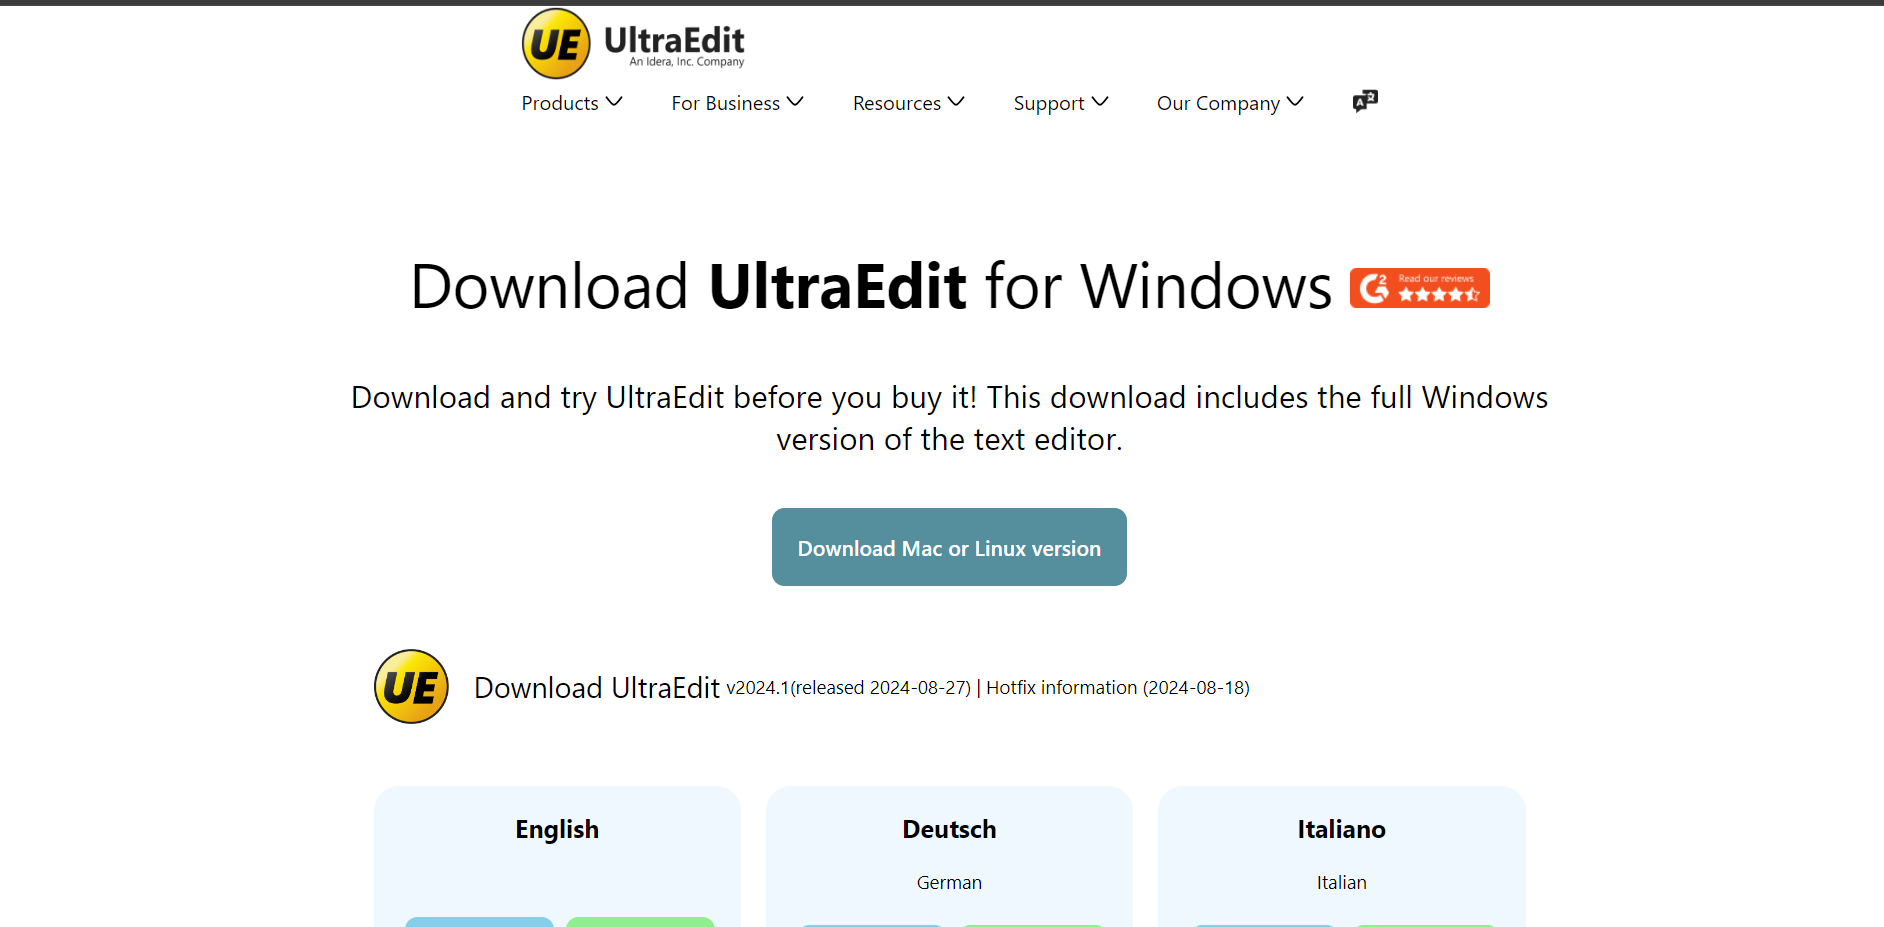 UE UltraEdit
An Idera, Inc. Company
Products For Business Resources Support Our Company
Download UltraEdit for Windows
Read our reviews
Download and try UltraEdit before you buy it! This download includes the full Windows
version of the text editor.
Download Mac or Linux version
UE Download UltraEdit v2024.1(released 2024-08-27) | Hotfix information (2024-08-18)
English Deutsch Italiano
German Italian